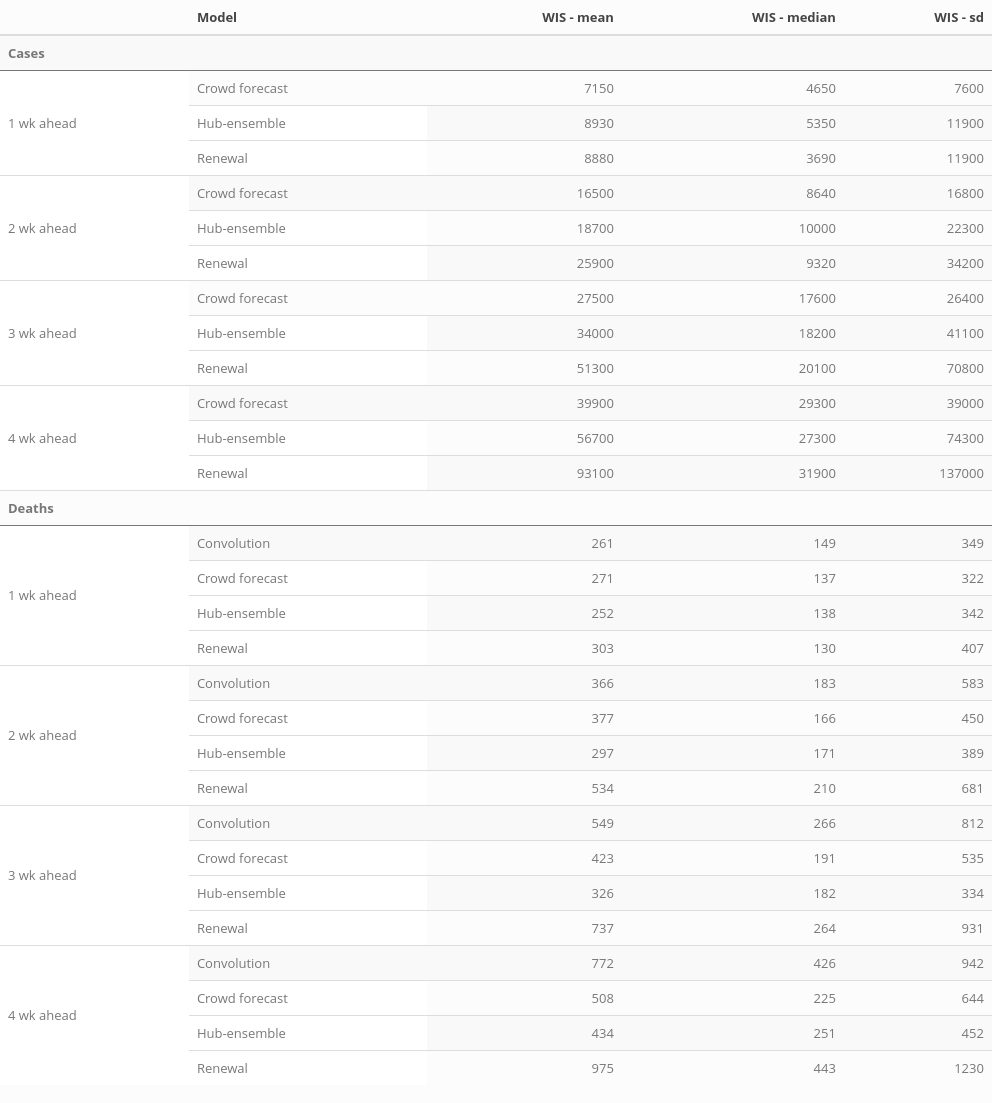 Model WIS - mean WIS - median WIS - sd
Cases
1 wk ahead Crowd forecast 7150 4650 7600
Hub-ensemble 8930 5350 11900
Renewal 8880 3690 11900
2 wk ahead Crowd forecast 16500 8640 16800
Hub-ensemble 18700 10000 22300
Renewal 25900 9320 34200
3 wk ahead Crowd forecast 27500 17600 26400
Hub-ensemble 34000 18200 41100
Renewal 51300 20100 70800
4 wk ahead Crowd forecast 39900 29300 39000
Hub-ensemble 56700 27300 74300
Renewal 93100 31900 137000
Deaths
1 wk ahead Convolution 261 149 349
Crowd forecast 271 137 322
Hub-ensemble 252 138 342
Renewal 303 130 407
2 wk ahead Convolution 366 183 583
Crowd forecast 377 166 450
Hub-ensemble 297 171 389
Renewal 534 210 681
3 wk ahead Convolution 549 266 812
Crowd forecast 423 191 535
Hub-ensemble 326 182 334
Renewal 737 264 931
4 wk ahead Convolution 772 426 942
Crowd forecast 508 225 644
Hub-ensemble 434 251 452
Renewal 975 443 1230